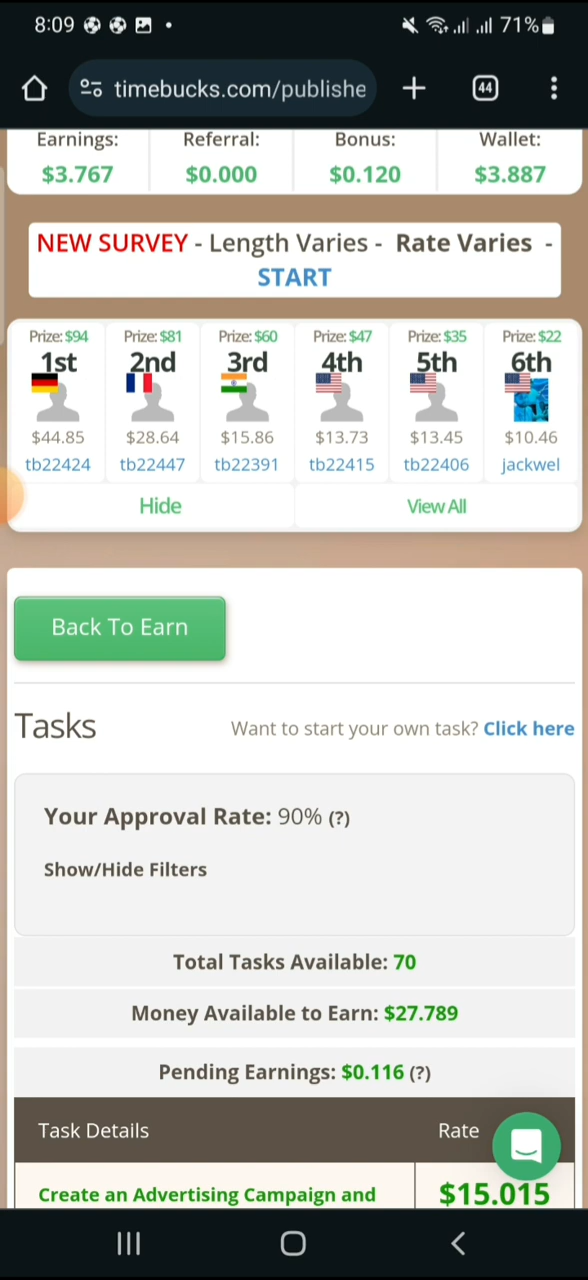 8:09
71%
timebucks.com/publishe
44
Earnings: Referral: Bonus: Wallet:
$3.767 $0.000 $0.120 $3.887
NEW SURVEY - Length Varies - Rate Varies -
START
Prize: $94 Prize: $81 Prize: $60 Prize: $47 Prize: $35 Prize: $22
1st 2nd 3rd 4th 5th 6th
$44.85 $28.64 $15.86 $13.73 $13.45 $10.46
tb22424 tb22447 tb22391 tb22415 tb22406 jackwel
Hide View All
Back To Earn
Tasks Want to start your own task? Click here
Your Approval Rate: 90% (?)
Show/Hide Filters
Total Tasks Available: 70
Money Available to Earn: $27.789
Pending Earnings: $0.116 (?)
Task Details Rate
Create an Advertising Campaign and $15.015